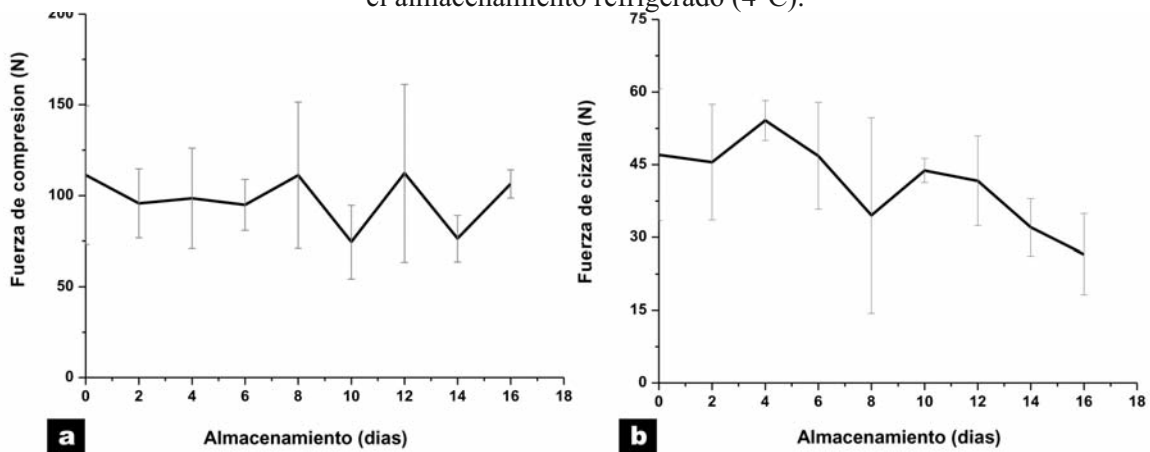 el almacenamiento refrigerado (4°C).
200
150
100
50
0
Fuerza de compresion (N)
0 2 4 6 8 10 12 14 16 18
Almacenamiento (dias)
a
75
60
45
30
15
0
Fuerza de cizalla (N)
0 2 4 6 8 10 12 14 16 18
Almacenamiento (dias)
b